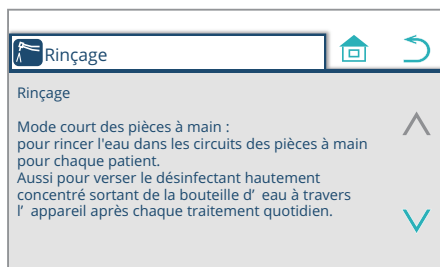 Rinçage
Rinçage
Mode court des pièces à main :
pour rincer l'eau dans les circuits des pièces à main
pour chaque patient.
Aussi pour verser le désinfectant hautement
concentré sortant de la bouteille d’ eau à travers
l’ appareil après chaque traitement quotidien.